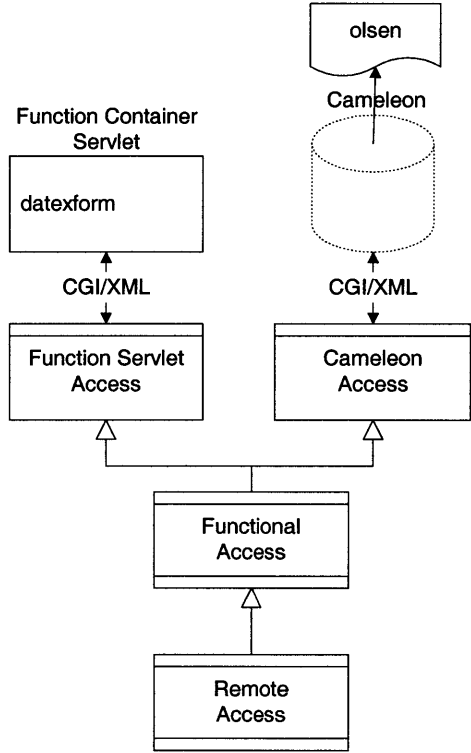 olsen
Cameleon
Function Container
Servlet
datexform
CGI/XML
CGI/XML
Function Servlet
Access
Cameleon
Access
Functional
Access
Remote
Access